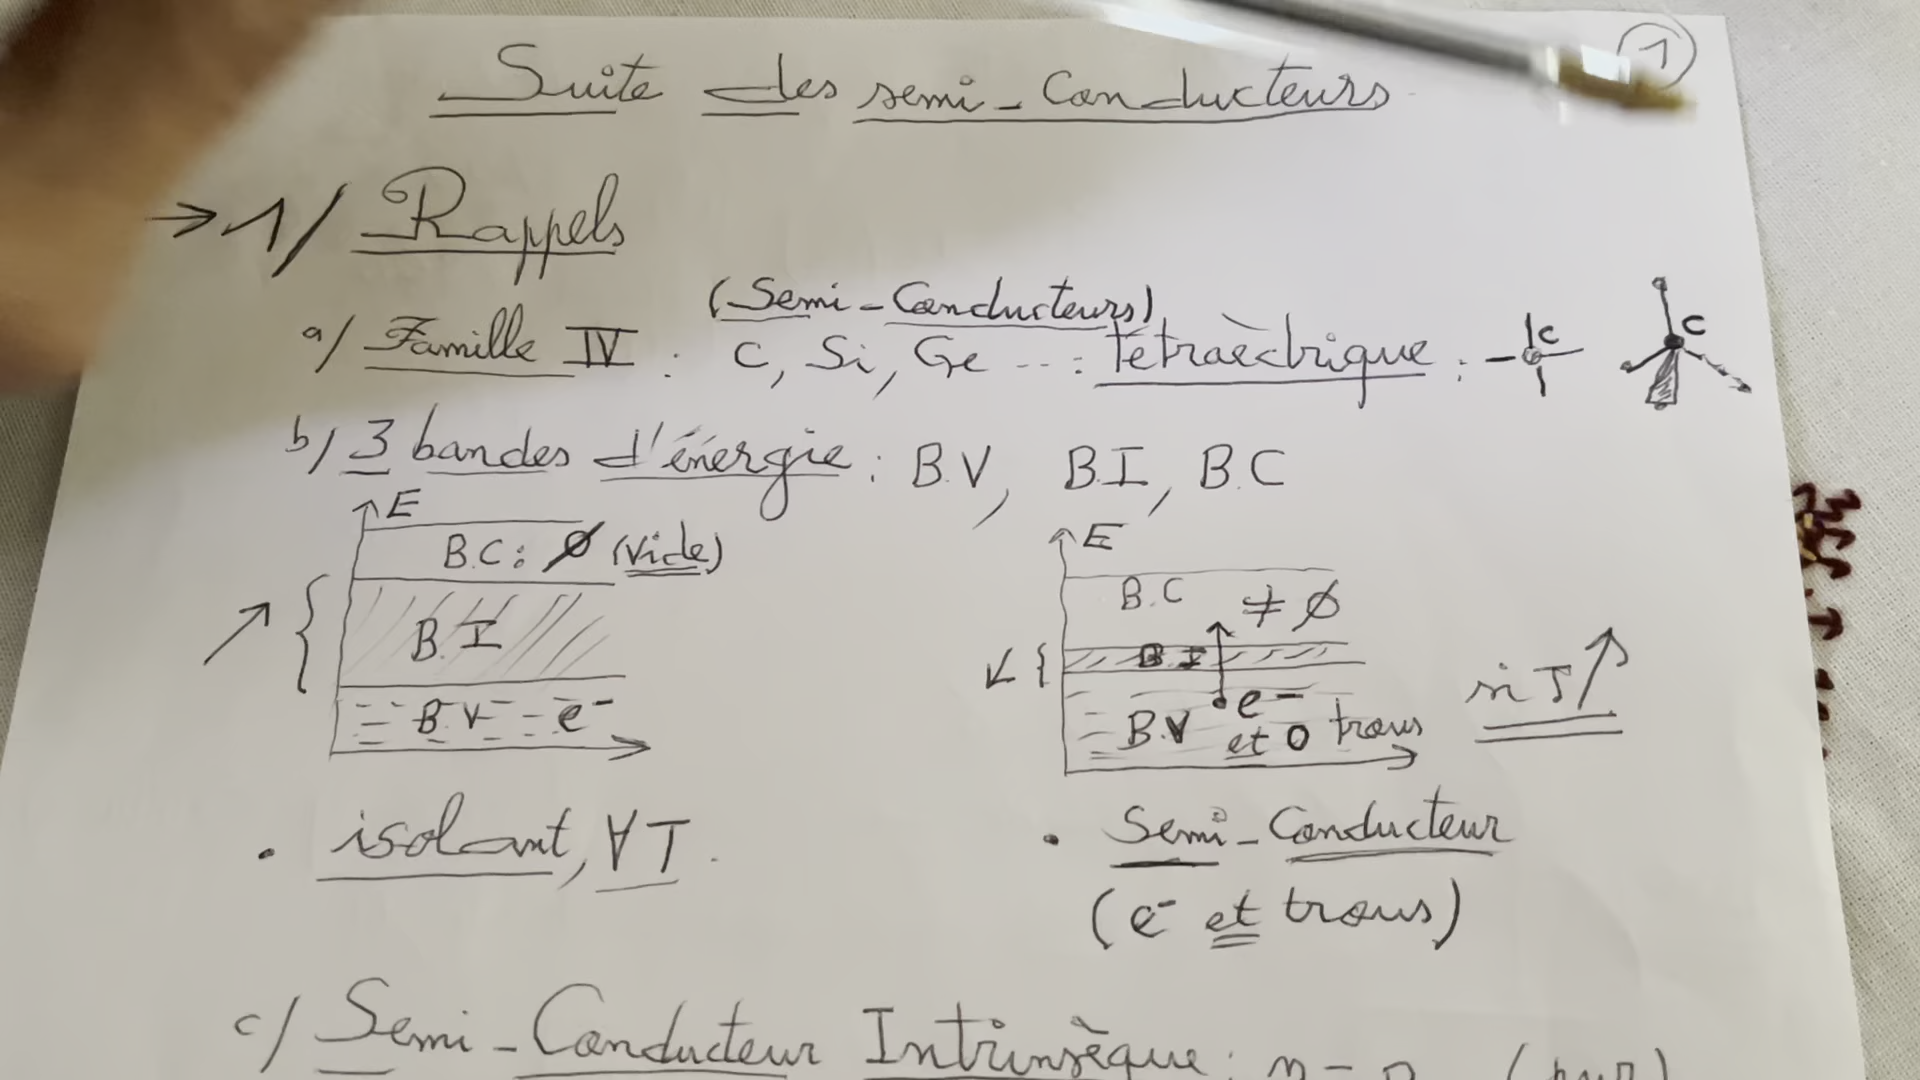 1
Suite des semi-Conducteurs
→ 1/ Rappels
(Semi-Conducteurs)
a/ Famille IV : C, Si, Ge ... : tétraèdrique : C C
b/ 3 bandes d'énergie : B.V, B.I, B.C
E
B.C : ∅ (Vide)
B.I
B.V e⁻
E
B.C ≠ ∅
B.I
B.V e⁻ et o trous
si T ↗
. isolant, ∀T.
. Semi-Conducteur
(e⁻ et trous)
c/ Semi-Conducteur Intrinsèque : n = p (pur)